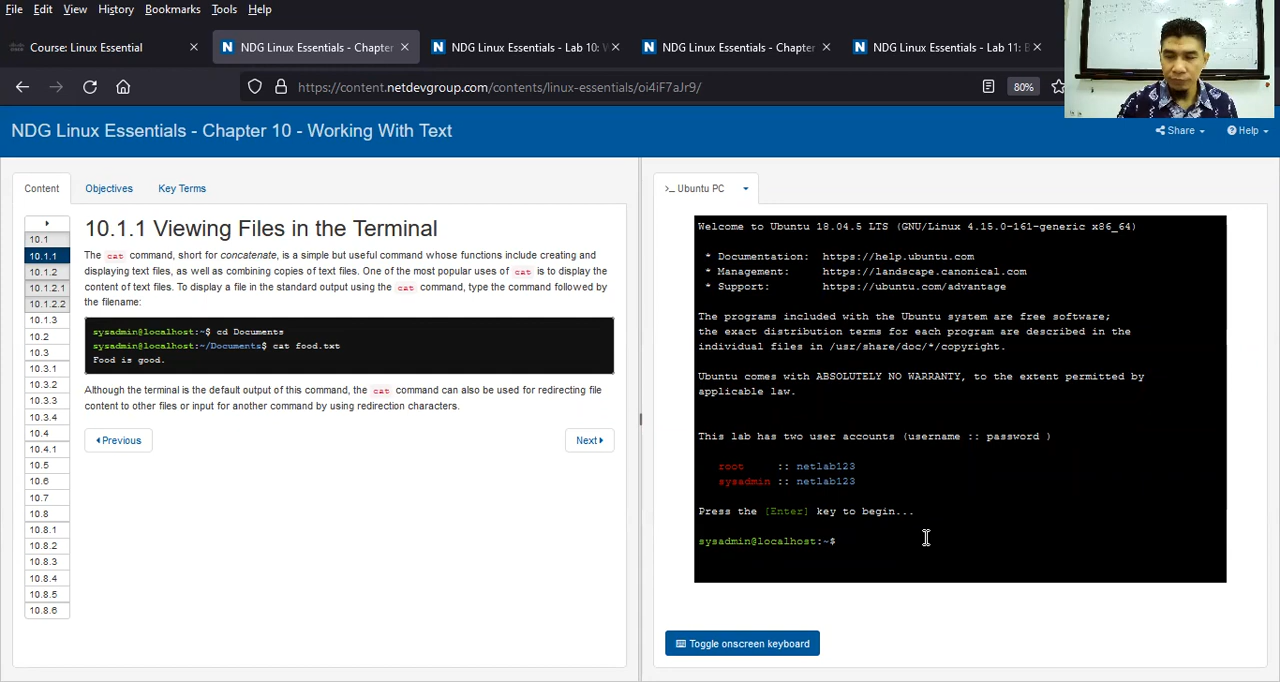 File Edit View History Bookmarks Tools Help
Course: Linux Essential
NDG Linux Essentials - Chapter
NDG Linux Essentials - Lab 10:
NDG Linux Essentials - Chapter
NDG Linux Essentials - Lab 11:
https://content.netdevgroup.com/contents/linux-essentials/oi4iF7aJr9/
80%
NDG Linux Essentials - Chapter 10 - Working With Text
Share
Help
Content
Objectives
Key Terms
10.1
10.1.1
10.1.2
10.1.2.1
10.1.2.2
10.1.3
10.2
10.3
10.3.1
10.3.2
10.3.3
10.3.4
10.4
10.4.1
10.5
10.6
10.7
10.8
10.8.1
10.8.2
10.8.3
10.8.4
10.8.5
10.8.6
10.1.1 Viewing Files in the Terminal
The cat command, short for concatenate, is a simple but useful command whose functions include creating and
displaying text files, as well as combining copies of text files. One of the most popular uses of cat is to display the
content of text files. To display a file in the standard output using the cat command, type the command followed by
the filename:
sysadmin@localhost:~$ cd Documents
sysadmin@localhost:~/Documents$ cat food.txt
Food is good.
Although the terminal is the default output of this command, the cat command can also be used for redirecting file
content to other files or input for another command by using redirection characters.
Previous
Next
>_ Ubuntu PC
Welcome to Ubuntu 18.04.5 LTS (GNU/Linux 4.15.0-161-generic x86_64)
* Documentation: https://help.ubuntu.com
* Management: https://landscape.canonical.com
* Support: https://ubuntu.com/advantage
The programs included with the Ubuntu system are free software;
the exact distribution terms for each program are described in the
individual files in /usr/share/doc/*/copyright.
Ubuntu comes with ABSOLUTELY NO WARRANTY, to the extent permitted by
applicable law.
This lab has two user accounts (username :: password )
root :: netlab123
sysadmin :: netlab123
Press the [Enter] key to begin...
sysadmin@localhost:~$
Toggle onscreen keyboard